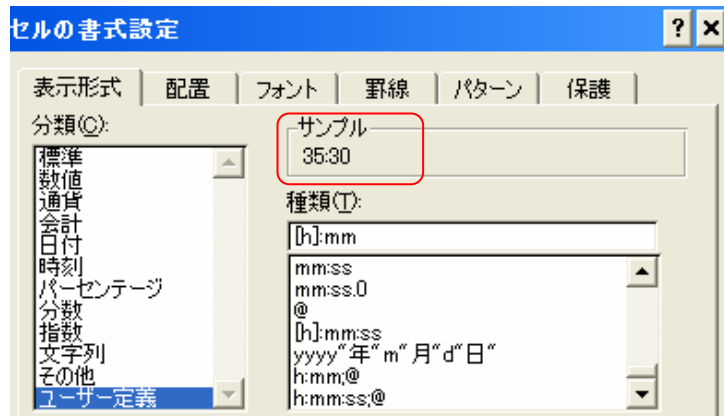 セルの書式設定
表示形式 配置 フォント 罫線 パターン 保護
分類(C):
標準
数値
通貨
会計
日付
時刻
パーセンテージ
分数
指数
文字列
その他
ユーザー定義
サンプル
35:30
種類(T):
[h]:mm
mm:ss
mm:ss.0
@
[h]:mm:ss
yyyy"年"m"月"d"日"
h:mm;@
h:mm:ss;@